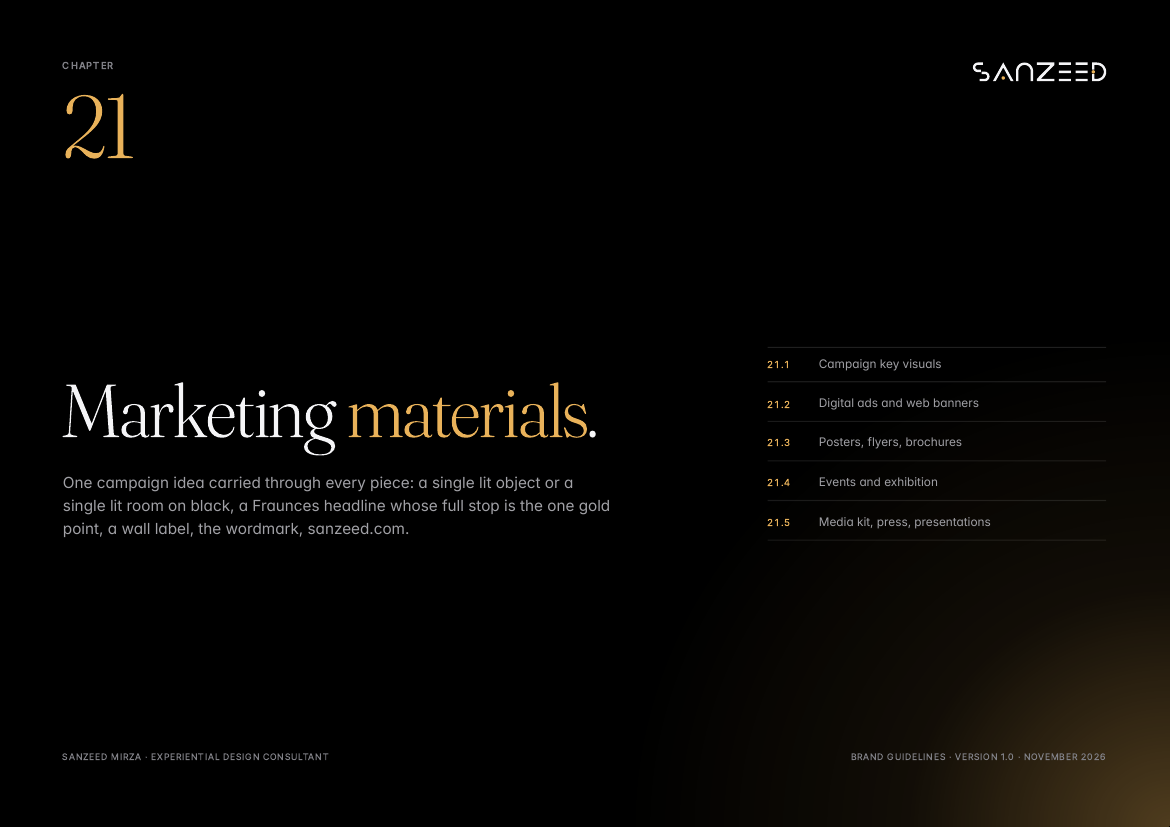 CHAPTER
SANZEED
21
Marketing materials.
One campaign idea carried through every piece: a single lit object or a
single lit room on black, a Fraunces headline whose full stop is the one gold
point, a wall label, the wordmark, sanzeed.com.
21.1 Campaign key visuals
21.2 Digital ads and web banners
21.3 Posters, flyers, brochures
21.4 Events and exhibition
21.5 Media kit, press, presentations
SANZEED MIRZA · EXPERIENTIAL DESIGN CONSULTANT
BRAND GUIDELINES · VERSION 1.0 · NOVEMBER 2026